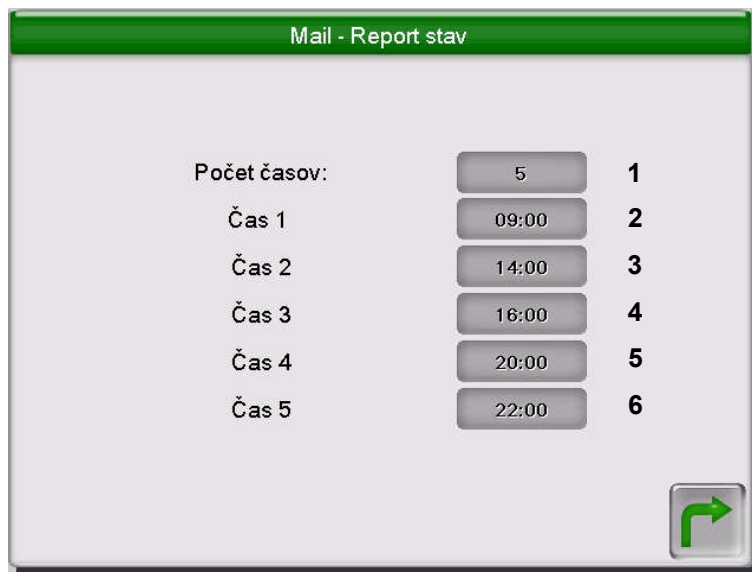 Mail - Report stav
Počet časov: 5 1
Čas 1 09:00 2
Čas 2 14:00 3
Čas 3 16:00 4
Čas 4 20:00 5
Čas 5 22:00 6